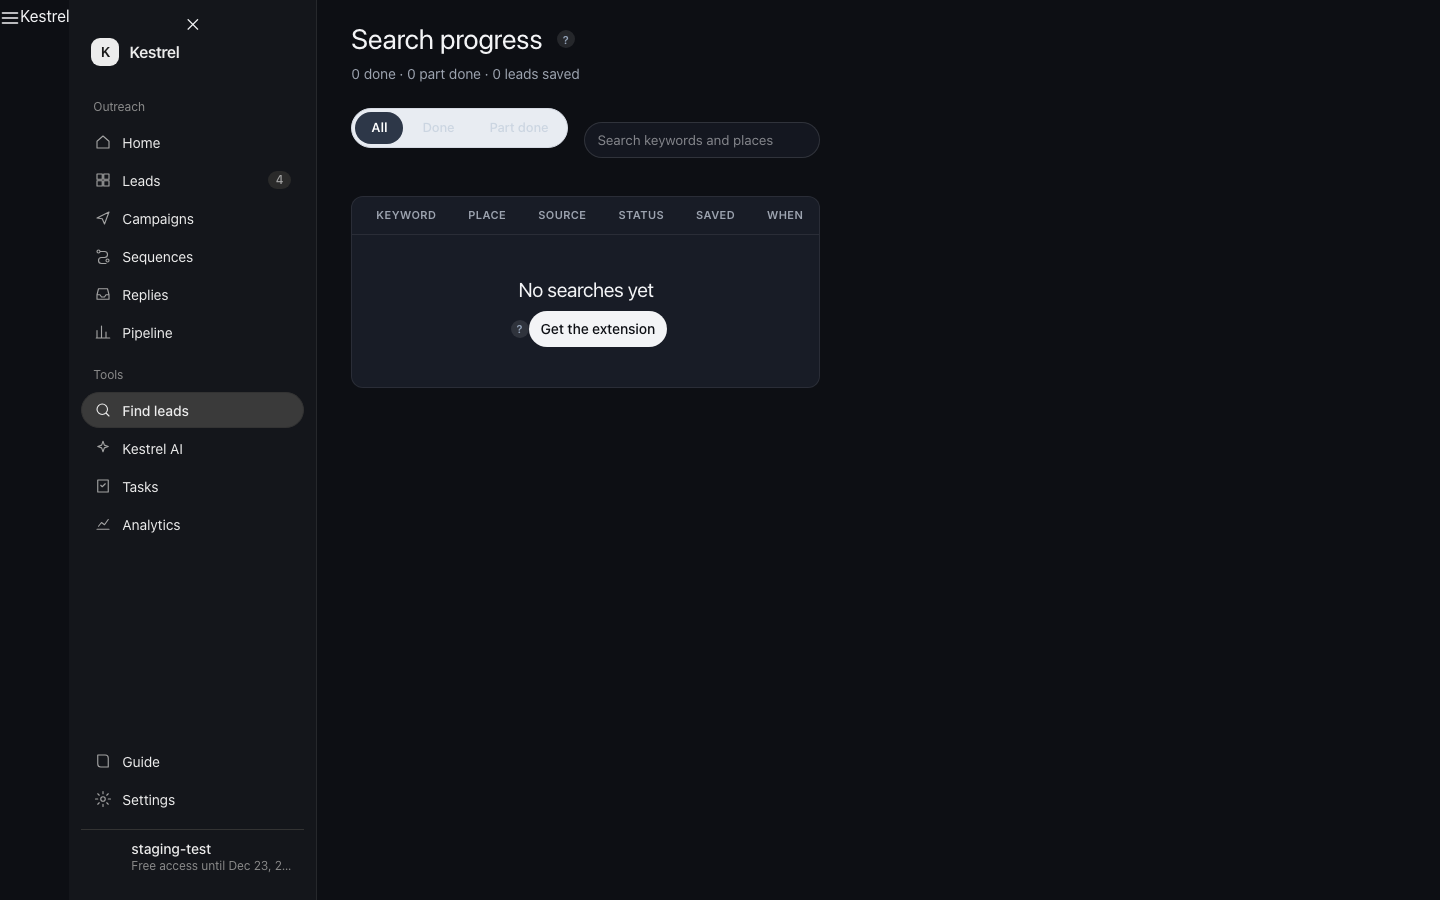 Kestrel
K
Kestrel
Outreach
Home
Leads
4
Campaigns
Sequences
Replies
Pipeline
Tools
Find leads
Kestrel AI
Tasks
Analytics
Guide
Settings
staging-test
Free access until Dec 23, 2...
Search progress ?
0 done · 0 part done · 0 leads saved
All Done Part done
Search keywords and places
KEYWORD PLACE SOURCE STATUS SAVED WHEN
No searches yet
? Get the extension